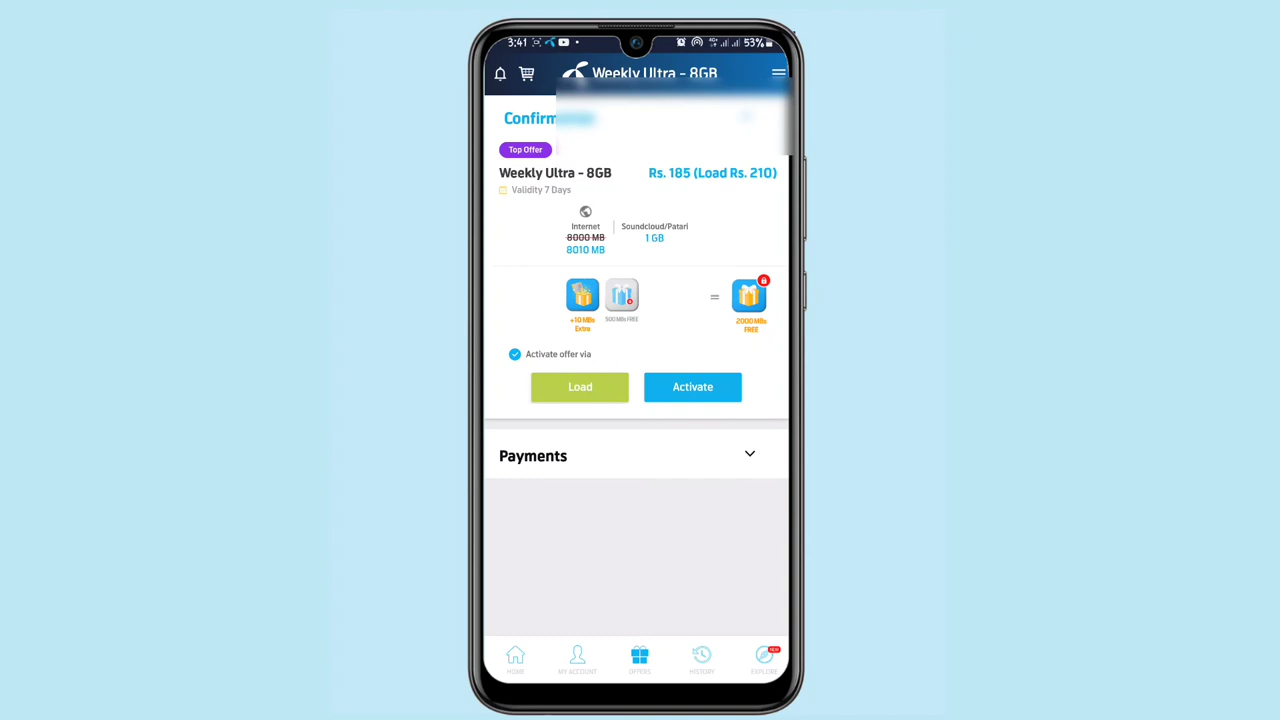 3:41
4G+
53%
Weekly Ultra - 8GB
Confirm
Top Offer
Weekly Ultra - 8GB
Rs. 185 (Load Rs. 210)
Validity 7 Days
Internet
Soundcloud/Patari
8000 MB
1 GB
8010 MB
+10 MBs
Extra
500 MBs FREE
=
2000 MBs
FREE
Activate offer via
Load
Activate
Payments
HOME
MY ACCOUNT
OFFERS
HISTORY
EXPLORE
NEW